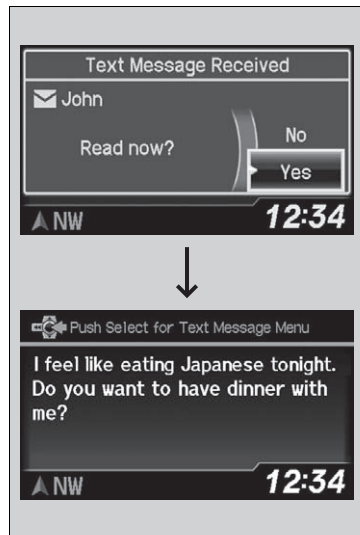 Text Message Received
John
Read now?
No
Yes
NW
12:34
Push Select for Text Message Menu
I feel like eating Japanese tonight.
Do you want to have dinner with
me?
NW
12:34